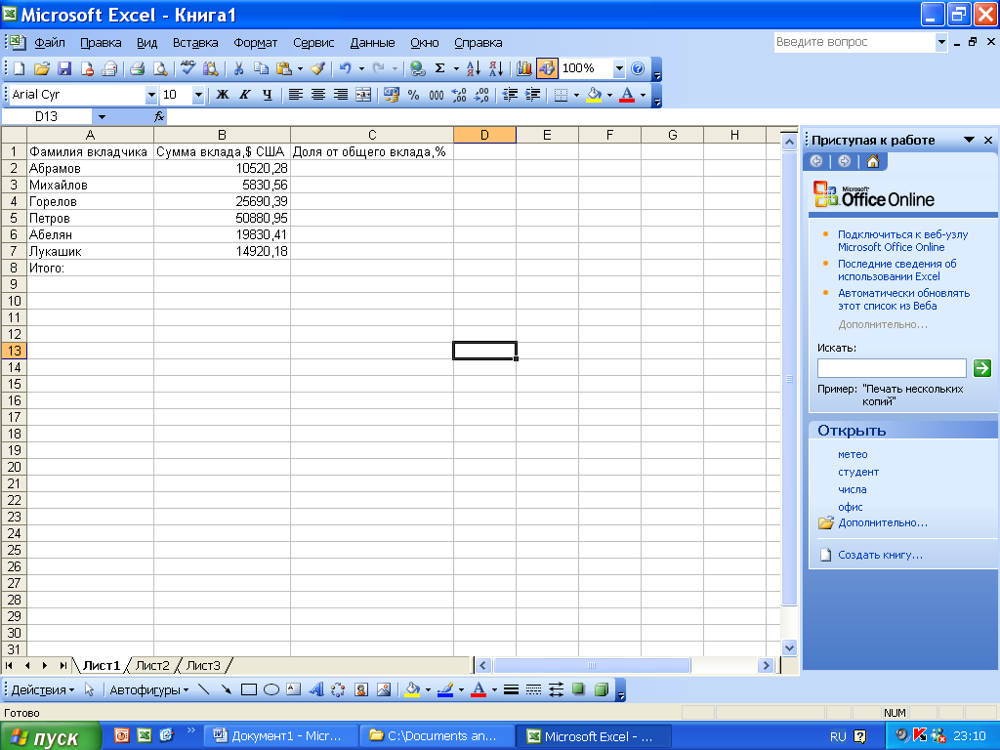 Microsoft Excel - Книга1
Файл Правка Вид Вставка Формат Сервис Данные Окно Справка Введите вопрос
100%
Arial Cyr 10 Ж К Ч % 000
D13 fx
A B C D E F G H
1 Фамилия вкладчика Сумма вклада,$ США Доля от общего вклада,%
2 Абрамов 10520,28
3 Михайлов 5830,56
4 Горелов 25690,39
5 Петров 50880,95
6 Абелян 19830,41
7 Лукашик 14920,18
8 Итого:
9
10
11
12
13
14
15
16
17
18
19
20
21
22
23
24
25
26
27
28
29
30
31
Приступая к работе
Microsoft
Office Online
Подключиться к веб-узлу
Microsoft Office Online
Последние сведения об
использовании Excel
Автоматически обновлять
этот список из Веба
Дополнительно...
Искать:
Пример: "Печать нескольких
копий"
Открыть
метео
студент
числа
офис
Дополнительно...
Создать книгу...
Лист1 Лист2 Лист3
Действия Автофигуры
Готово NUM
пуск Документ1 - Micr... C:\Documents an... Microsoft Excel - ... RU 23:10